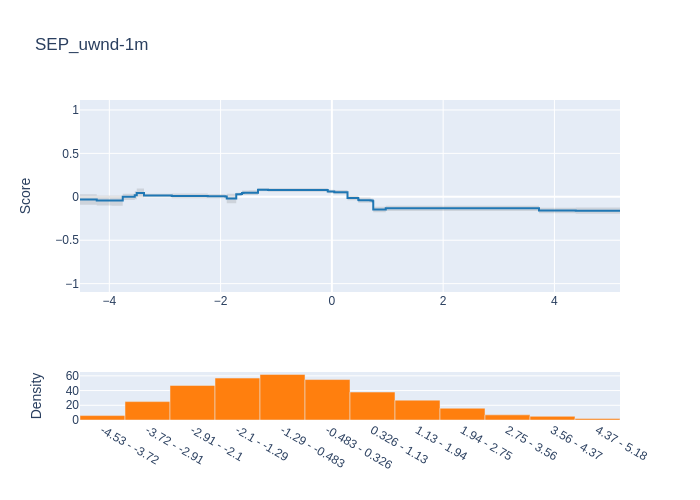 SEP_uwnd-1m
Score
1
0.5
0
−0.5
−1
−4
−2
0
2
4
Density
60
40
20
0
-4.53 - -3.72
-3.72 - -2.91
-2.91 - -2.1
-2.1 - -1.29
-1.29 - -0.483
-0.483 - 0.326
0.326 - 1.13
1.13 - 1.94
1.94 - 2.75
2.75 - 3.56
3.56 - 4.37
4.37 - 5.18